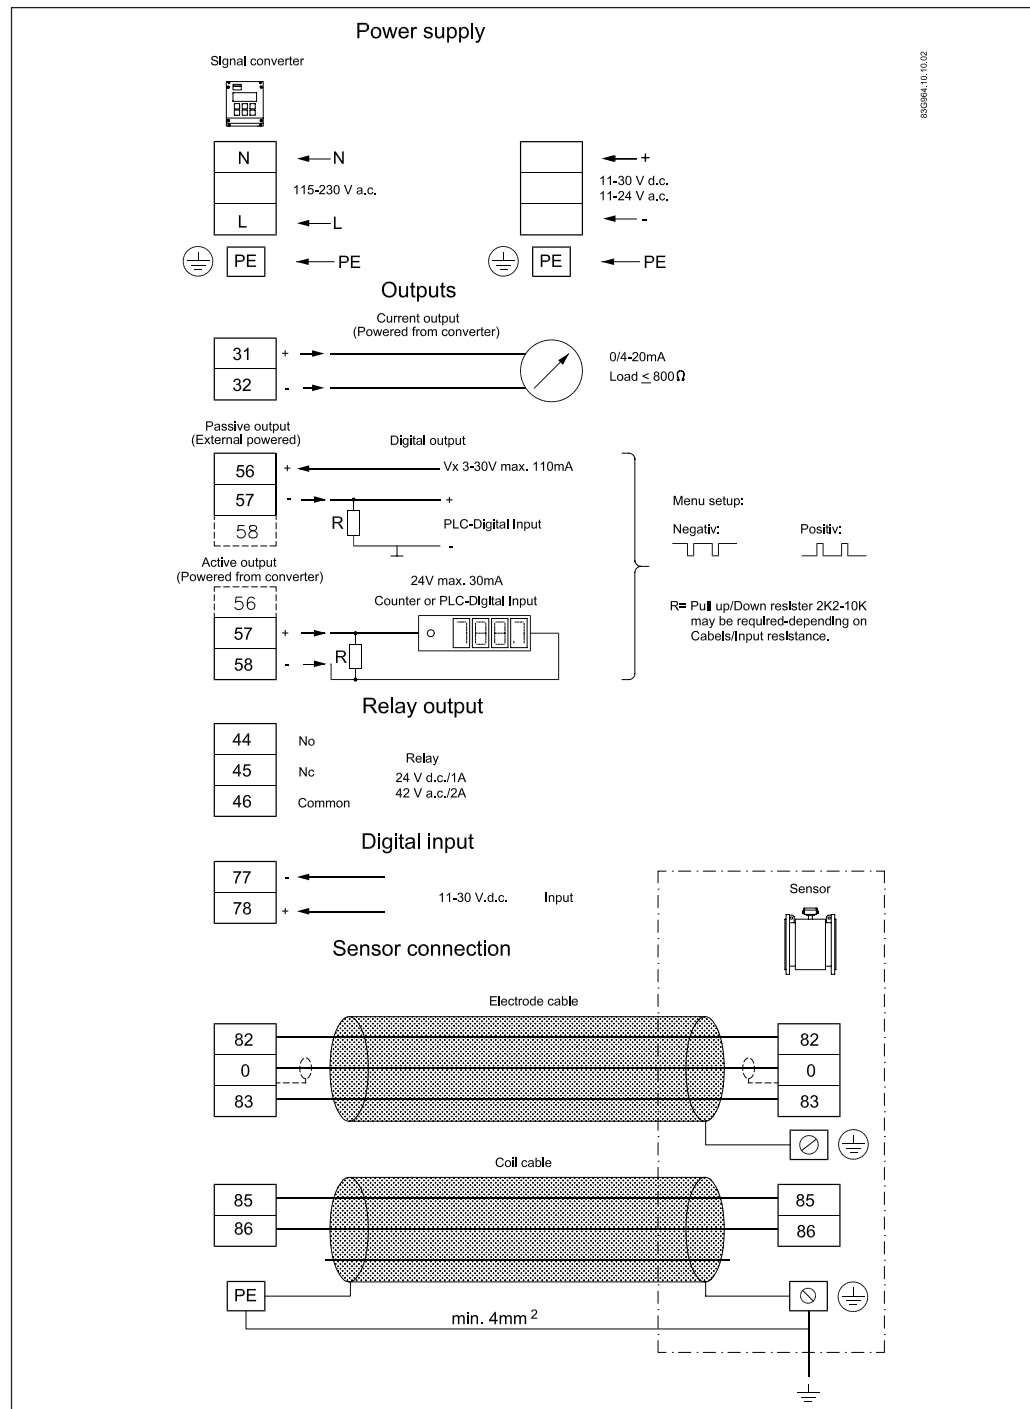 Power supply
83G964.10.10.02
Signal converter
N
N
115-230 V a.c.
L
L
PE
PE
+
11-30 V d.c.
11-24 V a.c.
-
PE
PE
Outputs
Current output
(Powered from converter)
31
+
32
-
0/4-20mA
Load ≤ 800Ω
Passive output
(External powered)
Digital output
56
+
Vx 3-30V max. 110mA
57
-
+
58
R
PLC-Digital Input
-
Menu setup:
Negativ:
Positiv:
Active output
(Powered from converter)
24V max. 30mA
56
Counter or PLC-Digital Input
57
+
58
-
R
R= Pull up/Down resister 2K2-10K
may be required-depending on
Cabels/Input resistance.
Relay output
44
No
45
Nc
46
Common
Relay
24 V d.c./1A
42 V a.c./2A
Digital input
77
-
78
+
11-30 V.d.c.
Input
Sensor
Sensor connection
Electrode cable
82
82
0
0
83
83
Coil cable
85
85
86
86
PE
min. 4mm²